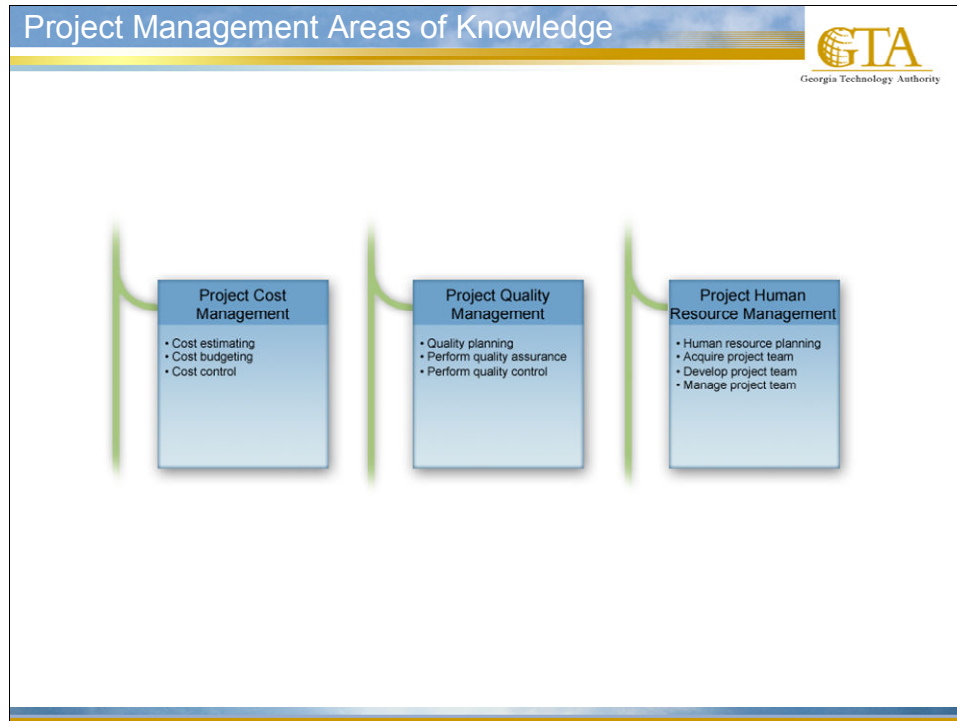 Project Management Areas of Knowledge
GTA
Georgia Technology Authority
Project Cost
Management
• Cost estimating
• Cost budgeting
• Cost control
Project Quality
Management
• Quality planning
• Perform quality assurance
• Perform quality control
Project Human
Resource Management
• Human resource planning
• Acquire project team
• Develop project team
• Manage project team